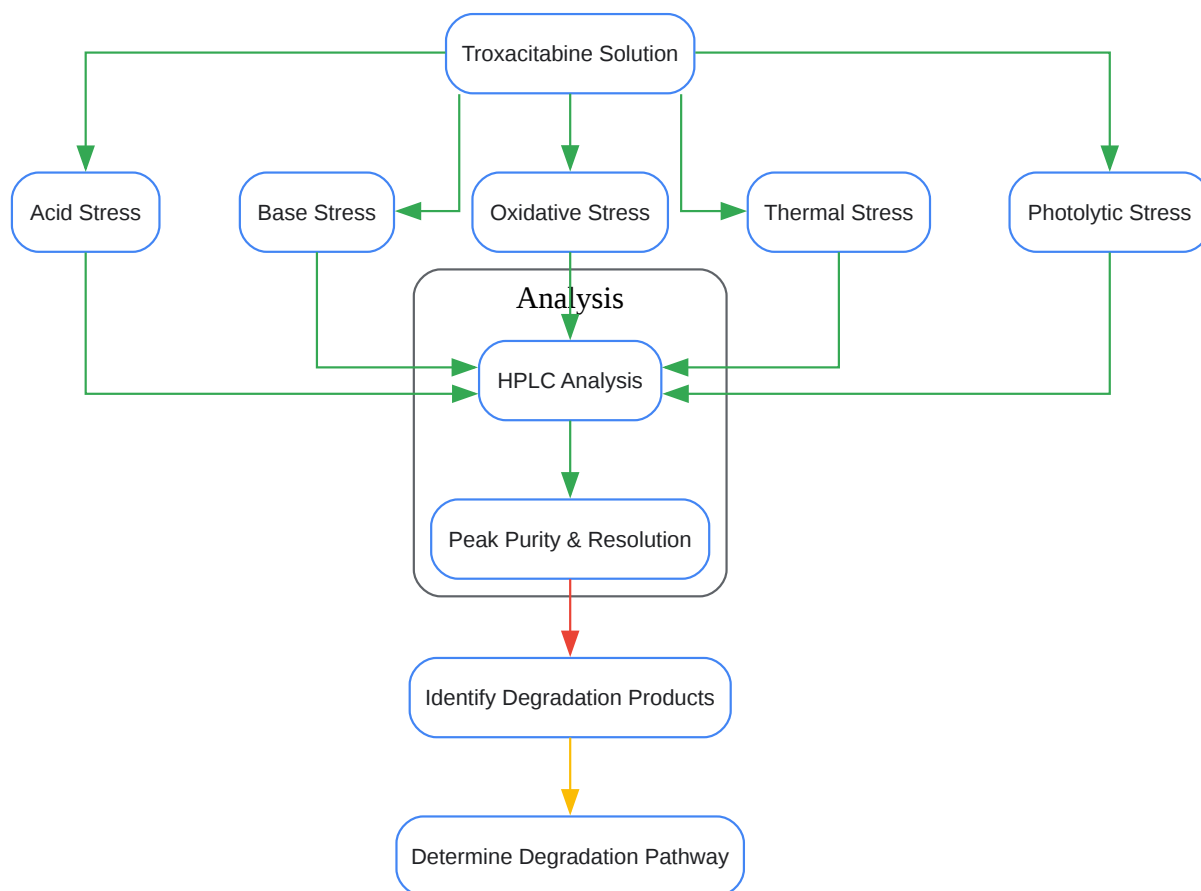 Troxacitabine Solution
Acid Stress
Base Stress
Oxidative Stress
Thermal Stress
Photolytic Stress
Analysis
HPLC Analysis
Peak Purity & Resolution
Identify Degradation Products
Determine Degradation Pathway